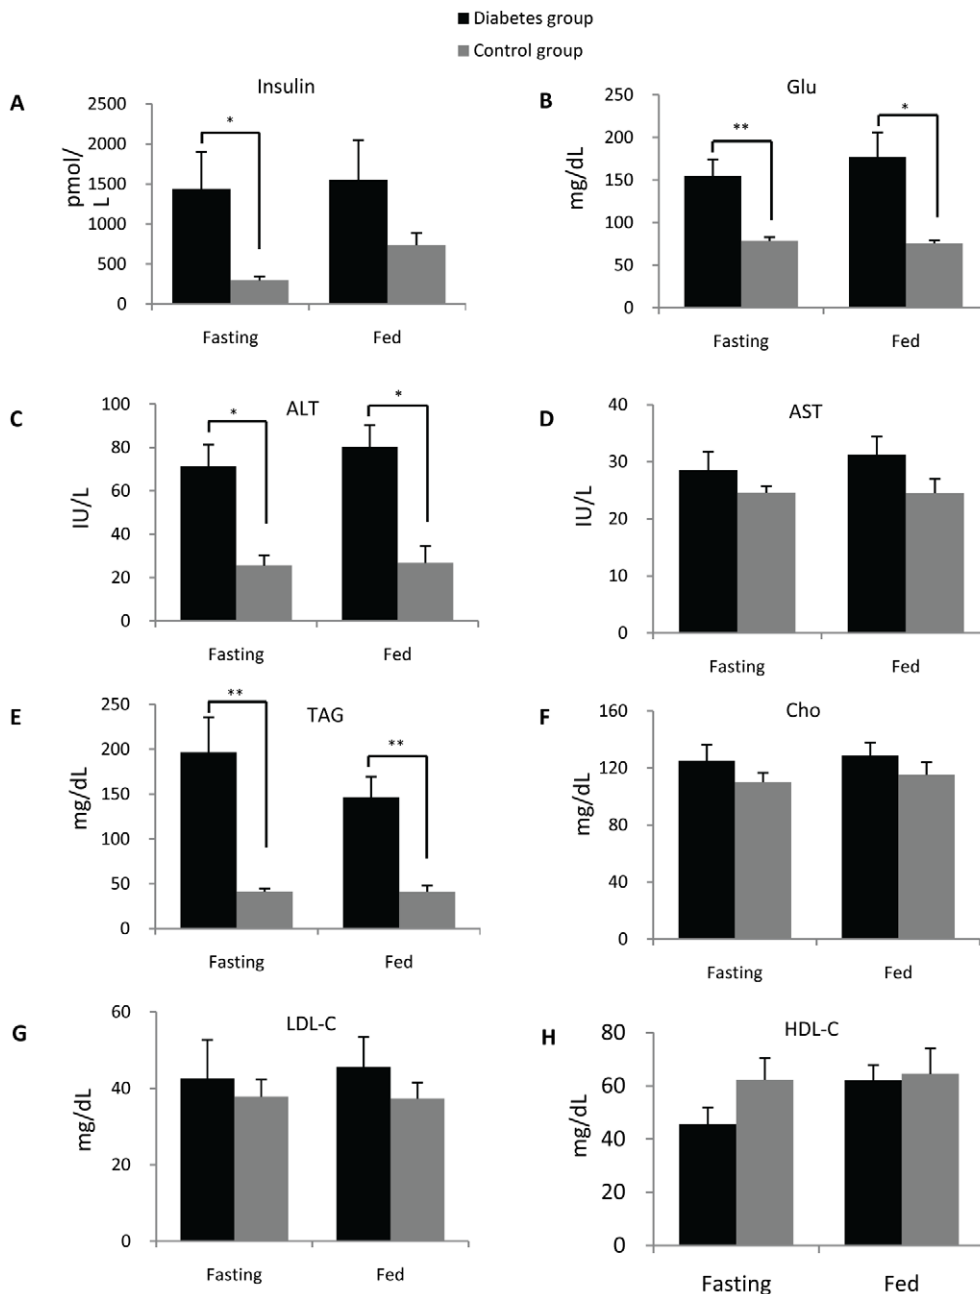 Diabetes group
Control group
A
Insulin
pmol/
L
2500
2000
1500
1000
500
0
*
Fasting
Fed
B
Glu
mg/dL
250
200
150
100
50
0
**
*
Fasting
Fed
C
ALT
IU/L
100
80
60
40
20
0
*
*
Fasting
Fed
D
AST
IU/L
40
30
20
10
0
Fasting
Fed
E
TAG
mg/dL
250
200
150
100
50
0
**
**
Fasting
Fed
F
Cho
mg/dL
160
120
80
40
0
Fasting
Fed
G
LDL-C
mg/dL
60
40
20
0
Fasting
Fed
H
HDL-C
mg/dL
80
60
40
20
0
Fasting
Fed